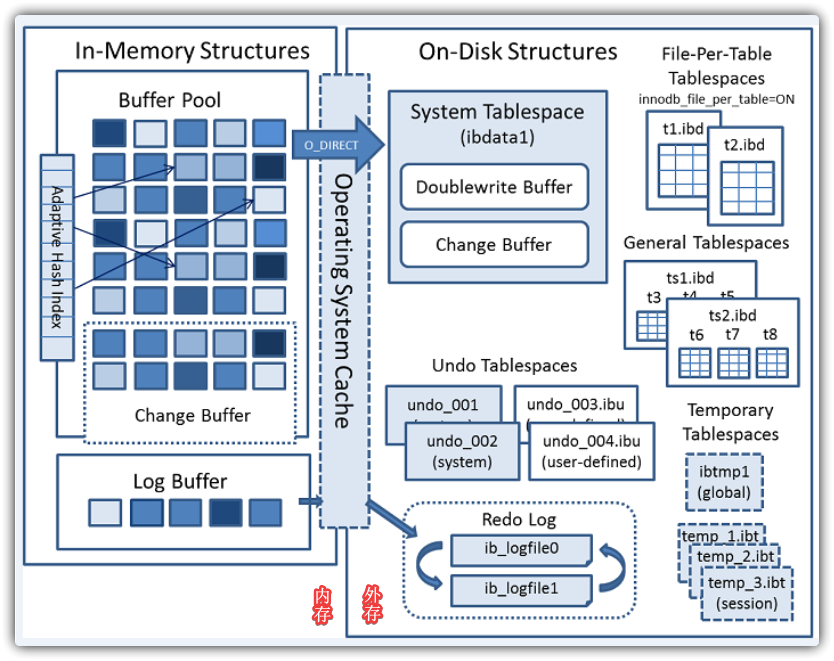 In-Memory Structures
Buffer Pool
Adaptive Hash Index
Change Buffer
Log Buffer
O_DIRECT
Operating System Cache
内存
外存
On-Disk Structures
System Tablespace
(ibdata1)
Doublewrite Buffer
Change Buffer
File-Per-Table
Tablespaces
innodb_file_per_table=ON
t1.ibd
t2.ibd
General Tablespaces
ts1.ibd
t3 t4 t5
ts2.ibd
t6 t7 t8
Undo Tablespaces
undo_001
undo_002
(system)
undo_003.ibu
undo_004.ibu
(user-defined)
Temporary
Tablespaces
ibtmp1
(global)
temp_1.ibt
temp_2.ibt
temp_3.ibt
(session)
Redo Log
ib_logfile0
ib_logfile1